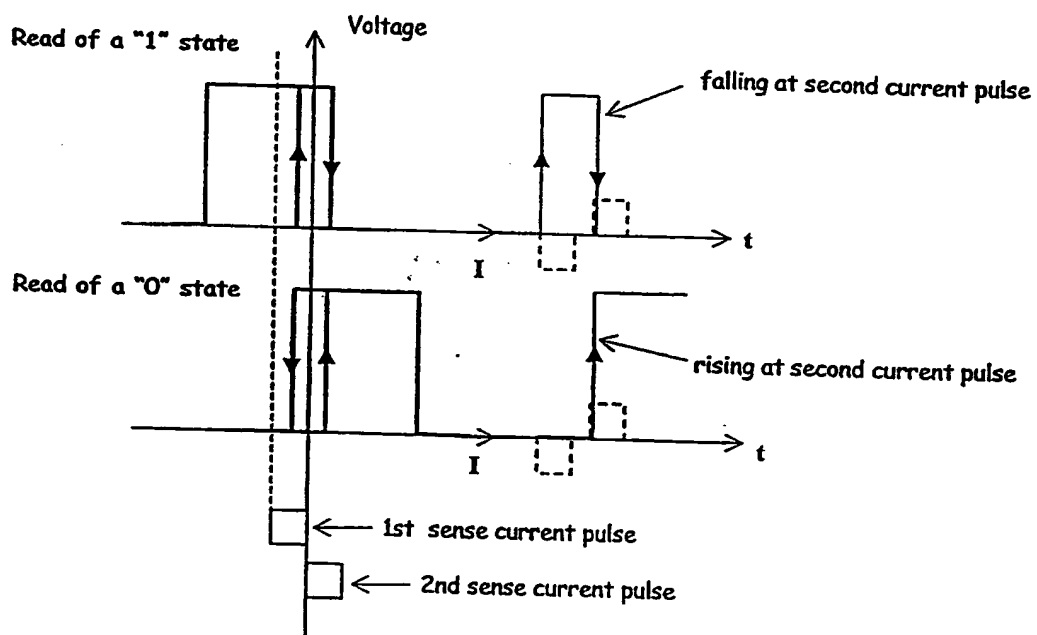 Voltage
Read of a "1" state
falling at second current pulse
t
I
Read of a "0" state
rising at second current pulse
t
I
1st sense current pulse
2nd sense current pulse